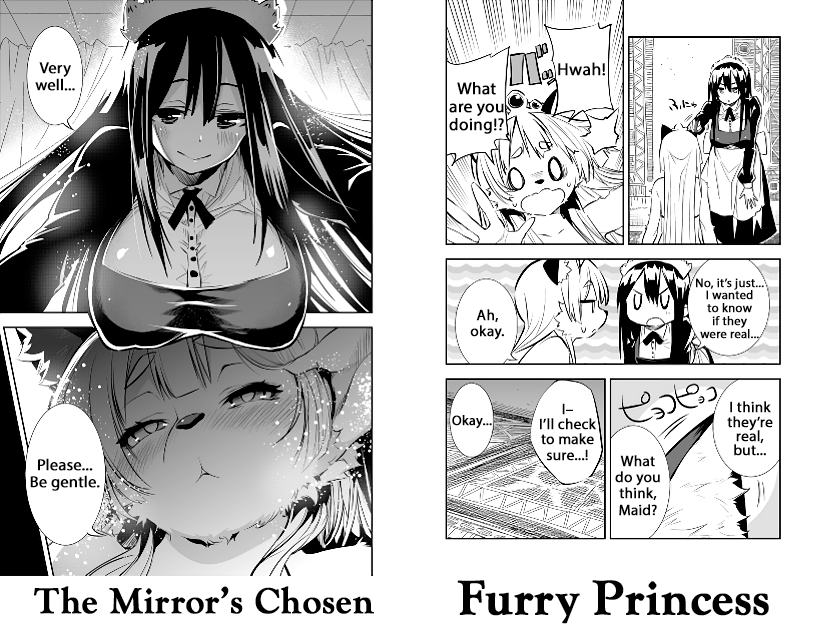 Hwah!
What
are you
doing!?
No, it's just...
I wanted
to know
if they
were real...
Ah,
okay.
I think
they're
real,
but...
What
do you
think,
Maid?
I–
I'll check
to make
sure...!
Okay...
Furry Princess
Very
well...
Please...
Be gentle.
The Mirror's Chosen